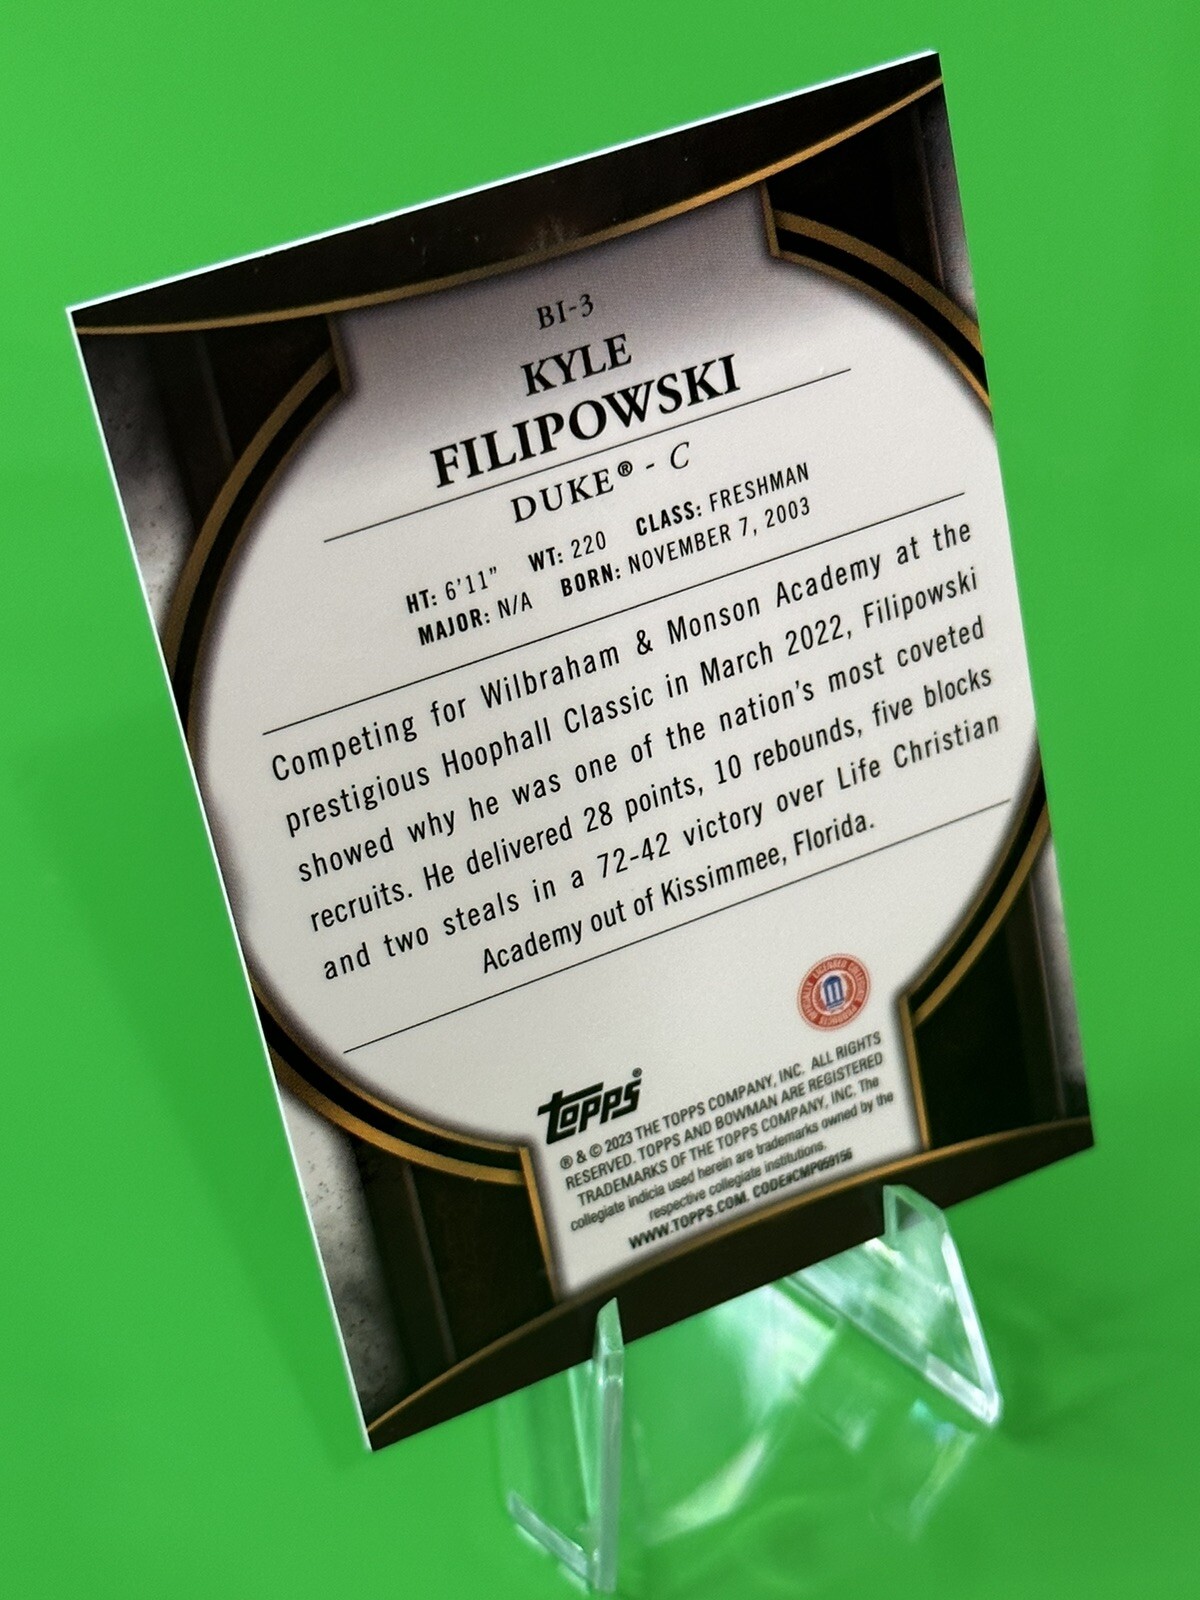 BI-3
KYLE
FILIPOWSKI
DUKE® - C
HT: 6'11" WT: 220 CLASS: FRESHMAN
MAJOR: N/A BORN: NOVEMBER 7, 2003
Competing for Wilbraham & Monson Academy at the
prestigious Hoophall Classic in March 2022, Filipowski
showed why he was one of the nation's most coveted
recruits. He delivered 28 points, 10 rebounds, five blocks
and two steals in a 72-42 victory over Life Christian
Academy out of Kissimmee, Florida.
OFFICIALLY LICENSED COLLEGIATE PRODUCTS
topps®
® & © 2023 THE TOPPS COMPANY, INC. ALL RIGHTS
RESERVED. TOPPS AND BOWMAN ARE REGISTERED
TRADEMARKS OF THE TOPPS COMPANY, INC. The
collegiate indicia used herein are trademarks owned by the
respective collegiate institutions.
WWW.TOPPS.COM. CODE#CMP059156